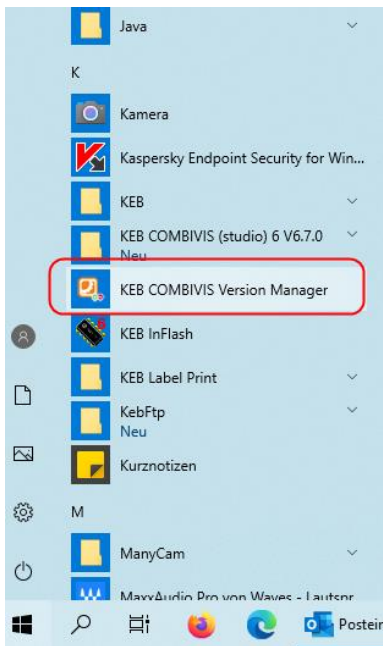 Java
K
Kamera
Kaspersky Endpoint Security for Win...
KEB
KEB COMBIVIS (studio) 6 V6.7.0
Neu
KEB COMBIVIS Version Manager
KEB InFlash
KEB Label Print
KebFtp
Neu
Kurznotizen
M
ManyCam
MaxxAudio Pro von Waves - Lautspr
Postein